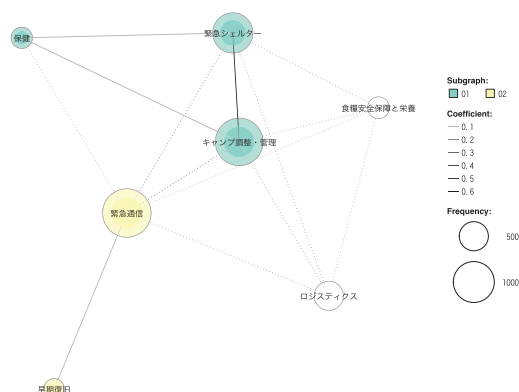 保健
緊急シェルター
食糧安全保障と栄養
キャンプ調整・管理
緊急通信
ロジスティクス
早期復旧
Subgraph:
01 02
Coefficient:
0.1
0.2
0.3
0.4
0.5
0.6
Frequency:
500
1000